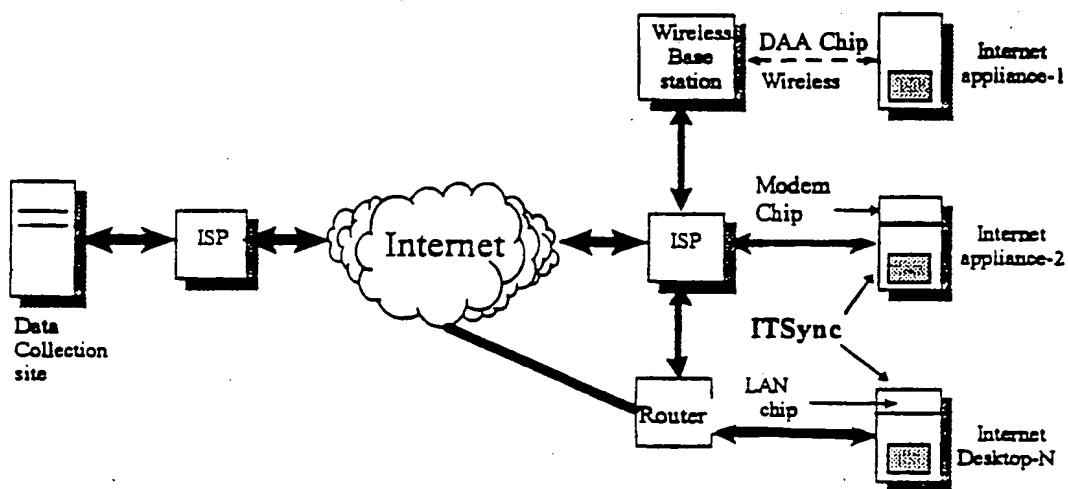 Wireless
Base
station
DAA Chip
Wireless
Internet
appliance-1
Data
Collection
site
ISP
Internet
ISP
Modem
Chip
Internet
appliance-2
ITSync
Router
LAN
chip
Internet
Desktop-N